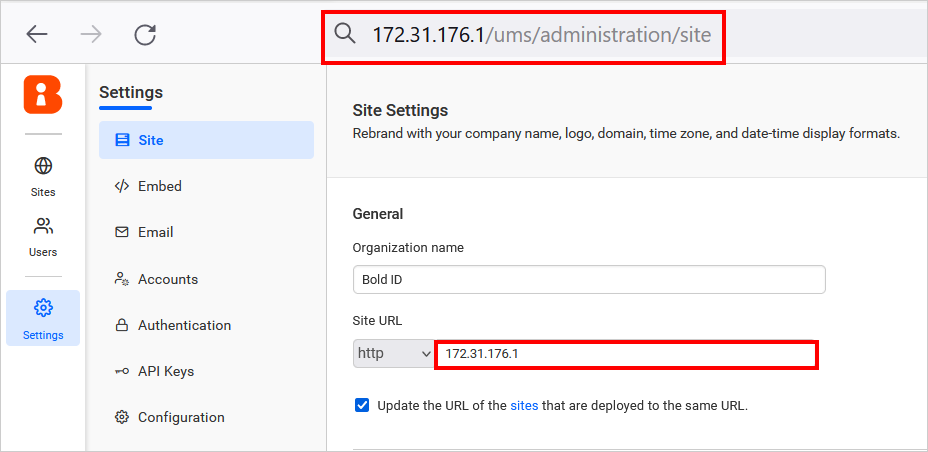 172.31.176.1/ums/administration/site
Settings
Site
Embed
Email
Accounts
Authentication
API Keys
Configuration
Sites
Users
Settings
Site Settings
Rebrand with your company name, logo, domain, time zone, and date-time display formats.
General
Organization name
Bold ID
Site URL
http 172.31.176.1
Update the URL of the sites that are deployed to the same URL.